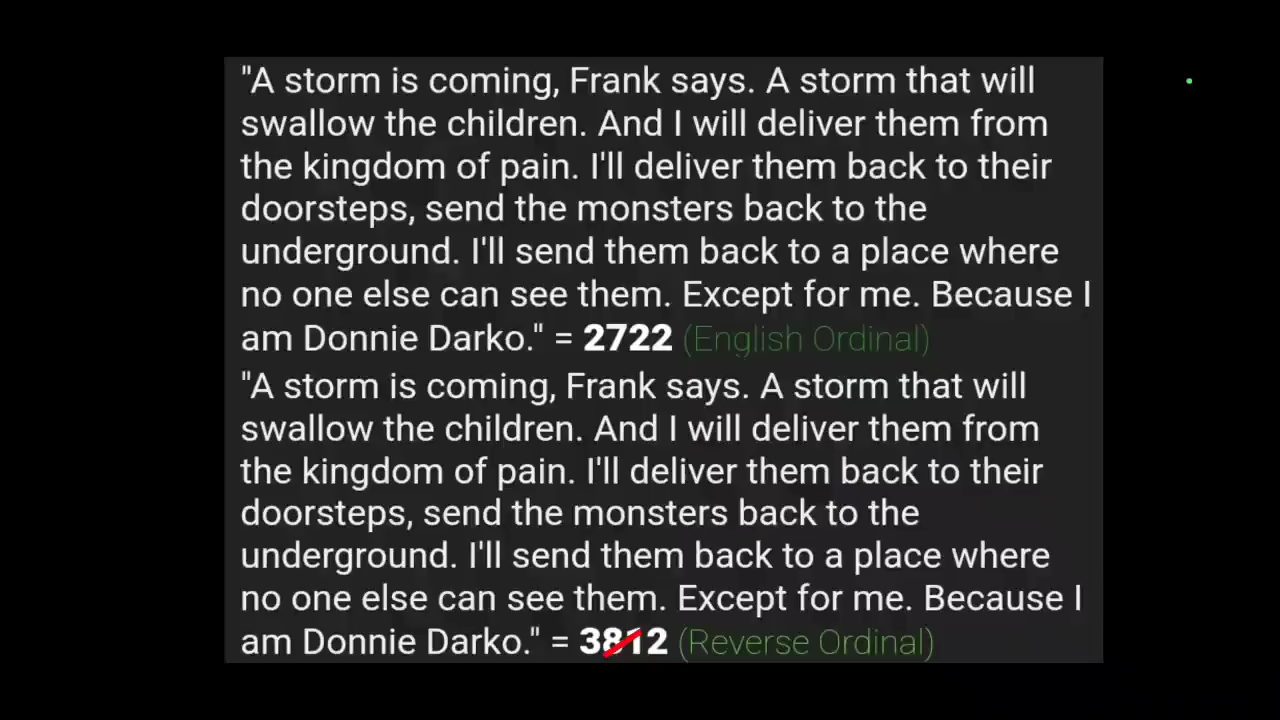 "A storm is coming, Frank says. A storm that will
swallow the children. And I will deliver them from
the kingdom of pain. I'll deliver them back to their
doorsteps, send the monsters back to the
underground. I'll send them back to a place where
no one else can see them. Except for me. Because I
am Donnie Darko." = 2722 (English Ordinal)
"A storm is coming, Frank says. A storm that will
swallow the children. And I will deliver them from
the kingdom of pain. I'll deliver them back to their
doorsteps, send the monsters back to the
underground. I'll send them back to a place where
no one else can see them. Except for me. Because I
am Donnie Darko." = 3812 (Reverse Ordinal)